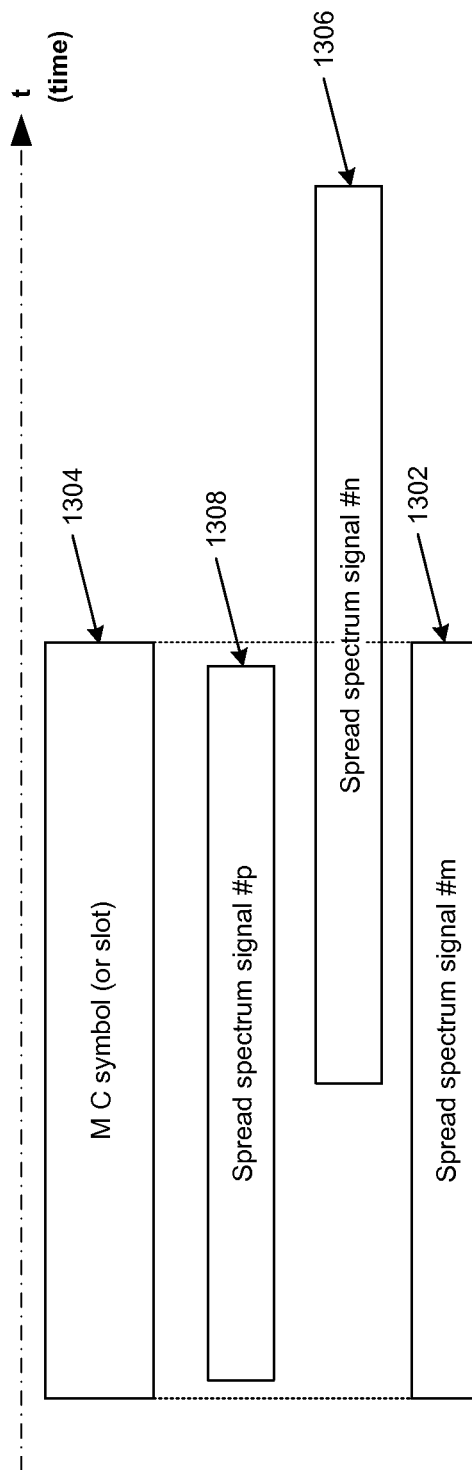 t
(time)
1304
M C symbol (or slot)
1308
Spread spectrum signal #p
1306
Spread spectrum signal #n
1302
Spread spectrum signal #m